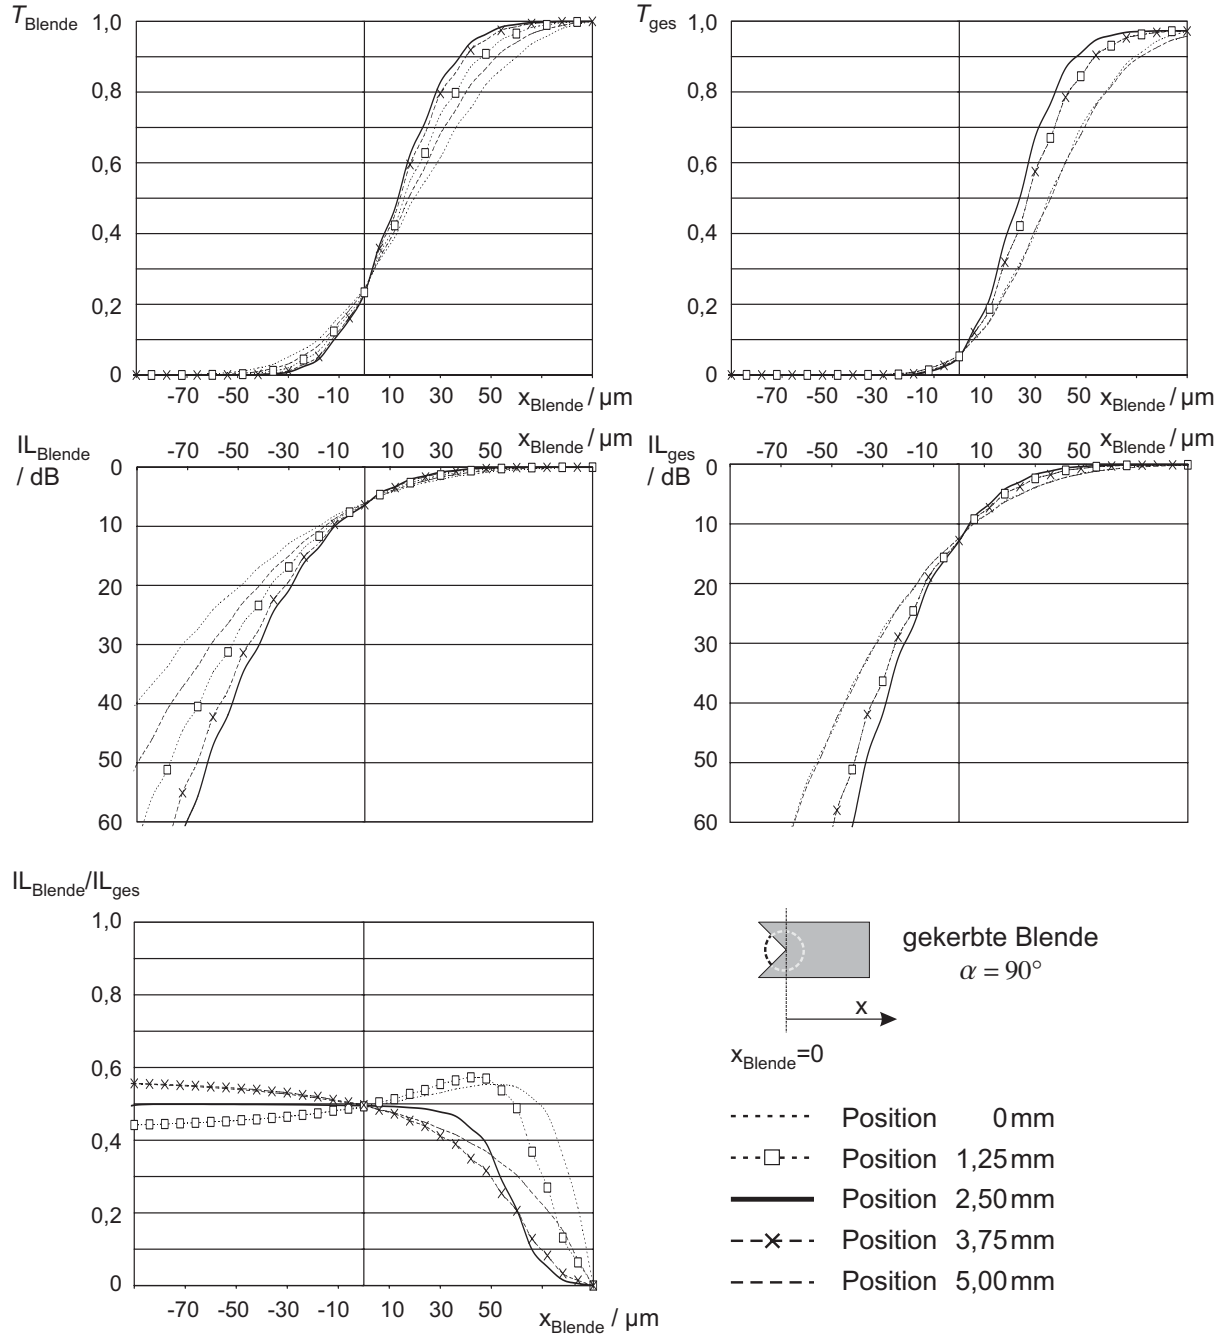 T_Blende 1,0
0,8
0,6
0,4
0,2
0
-70 -50 -30 -10 10 30 50 x_Blende / µm
T_ges 1,0
0,8
0,6
0,4
0,2
0
-70 -50 -30 -10 10 30 50 x_Blende / µm
IL_Blende / dB
-70 -50 -30 -10 10 30 50 x_Blende / µm
0
10
20
30
40
50
60
IL_ges / dB
-70 -50 -30 -10 10 30 50 x_Blende / µm
0
10
20
30
40
50
60
IL_Blende/IL_ges
1,0
0,8
0,6
0,4
0,2
0
-70 -50 -30 -10 10 30 50 x_Blende / µm
gekerbte Blende
α = 90°
x
x_Blende=0
Position 0 mm
Position 1,25 mm
Position 2,50 mm
Position 3,75 mm
Position 5,00 mm